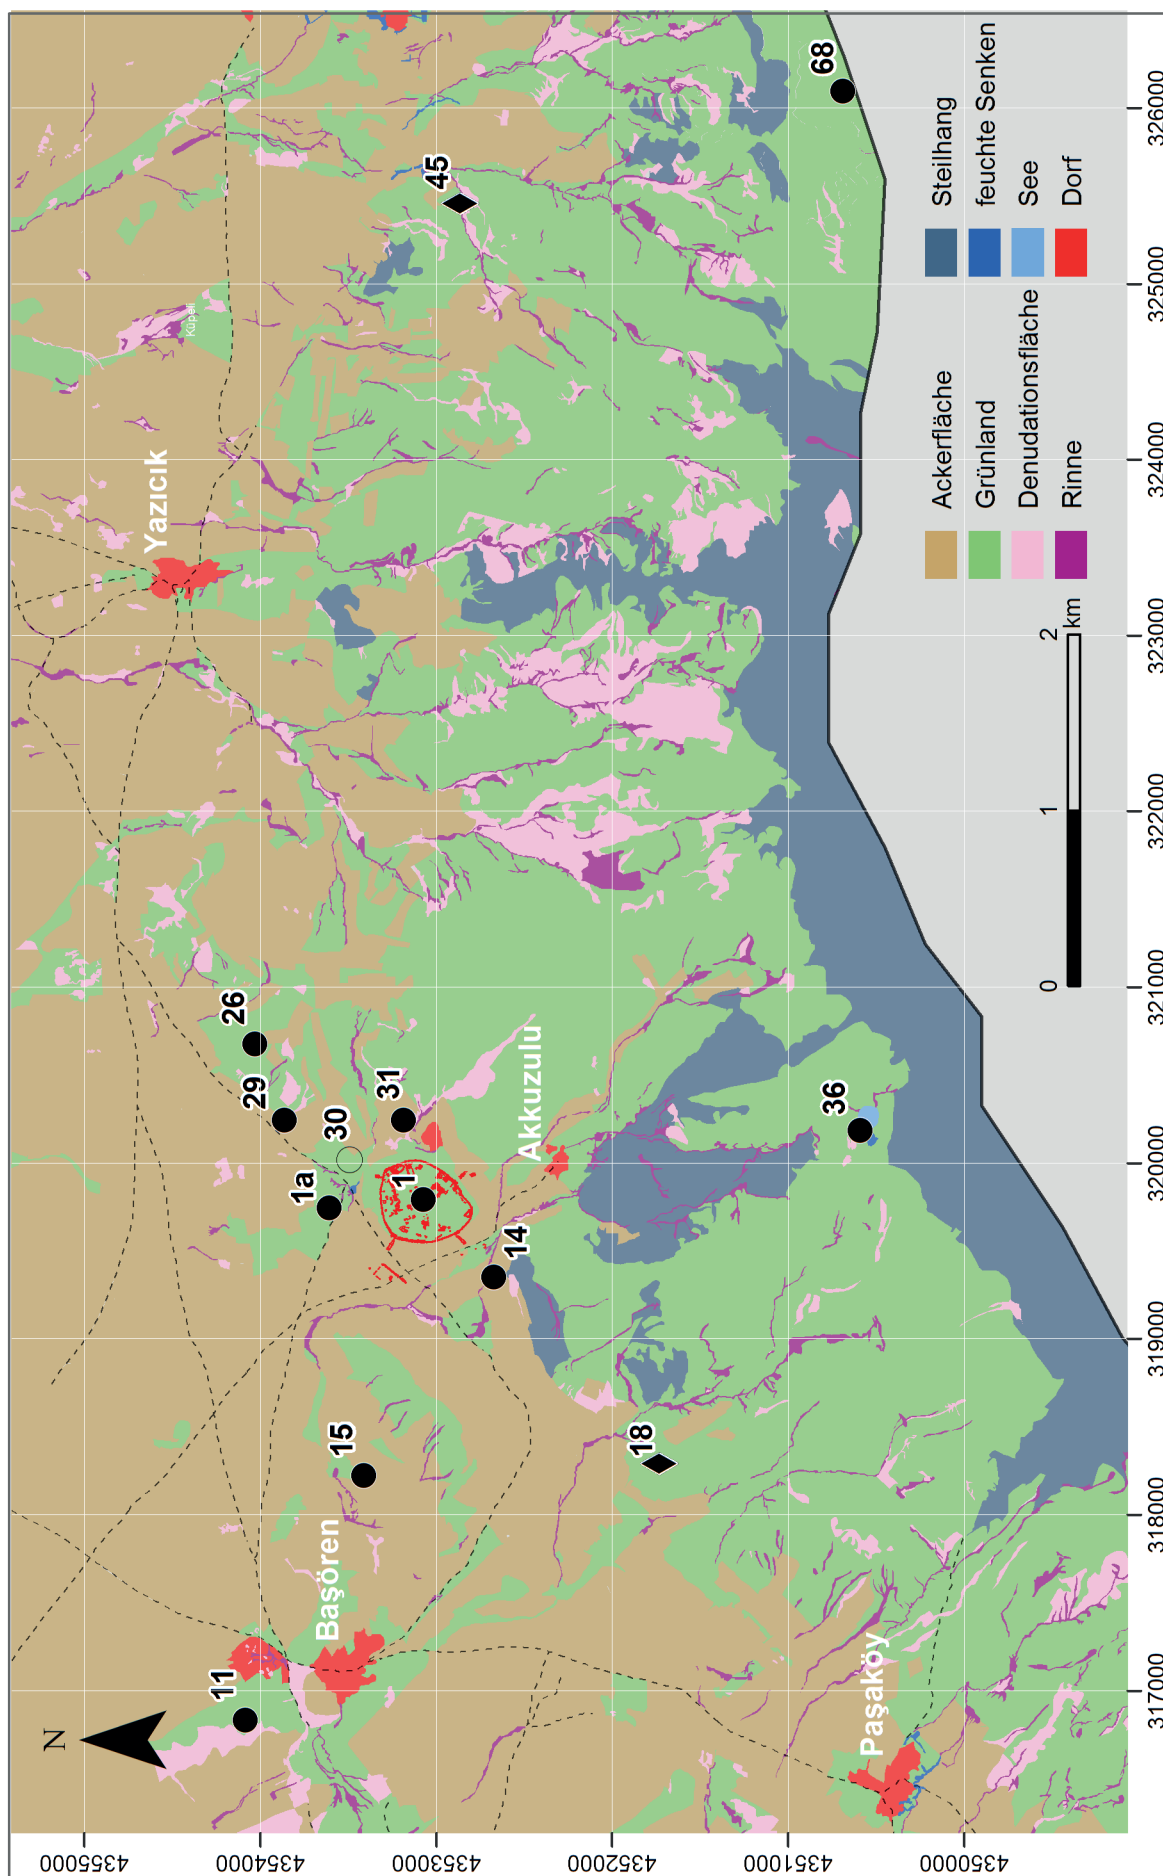 N
11
Başören
15
1a
30
29
26
31
1
14
Akkuzulu
18
36
Paşaköy
Yazıcık
Küpeli
45
68
Ackerfläche
Grünland
Denudationsfläche
Rinne
Steilhang
feuchte Senken
See
Dorf
0 1 2 km
4355000
4354000
4353000
4352000
4351000
4350000
317000
318000
319000
320000
321000
322000
323000
324000
325000
326000